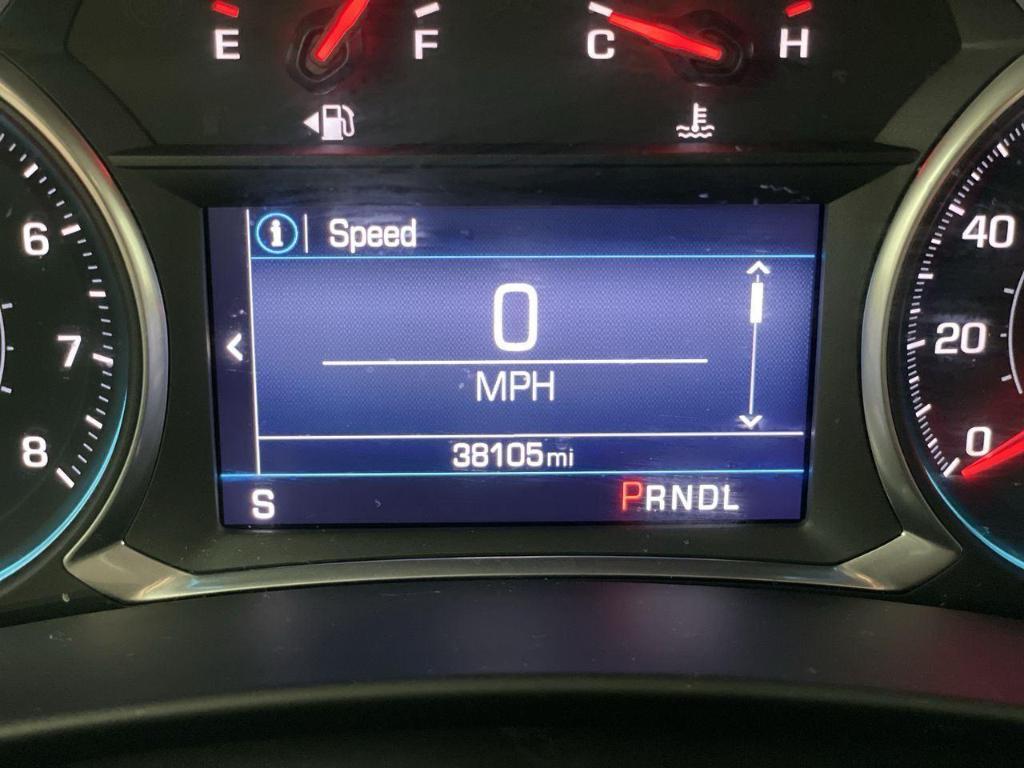 E F C H
i Speed
6 40
0
7 20
MPH
8 0
38105mi
S PRNDL